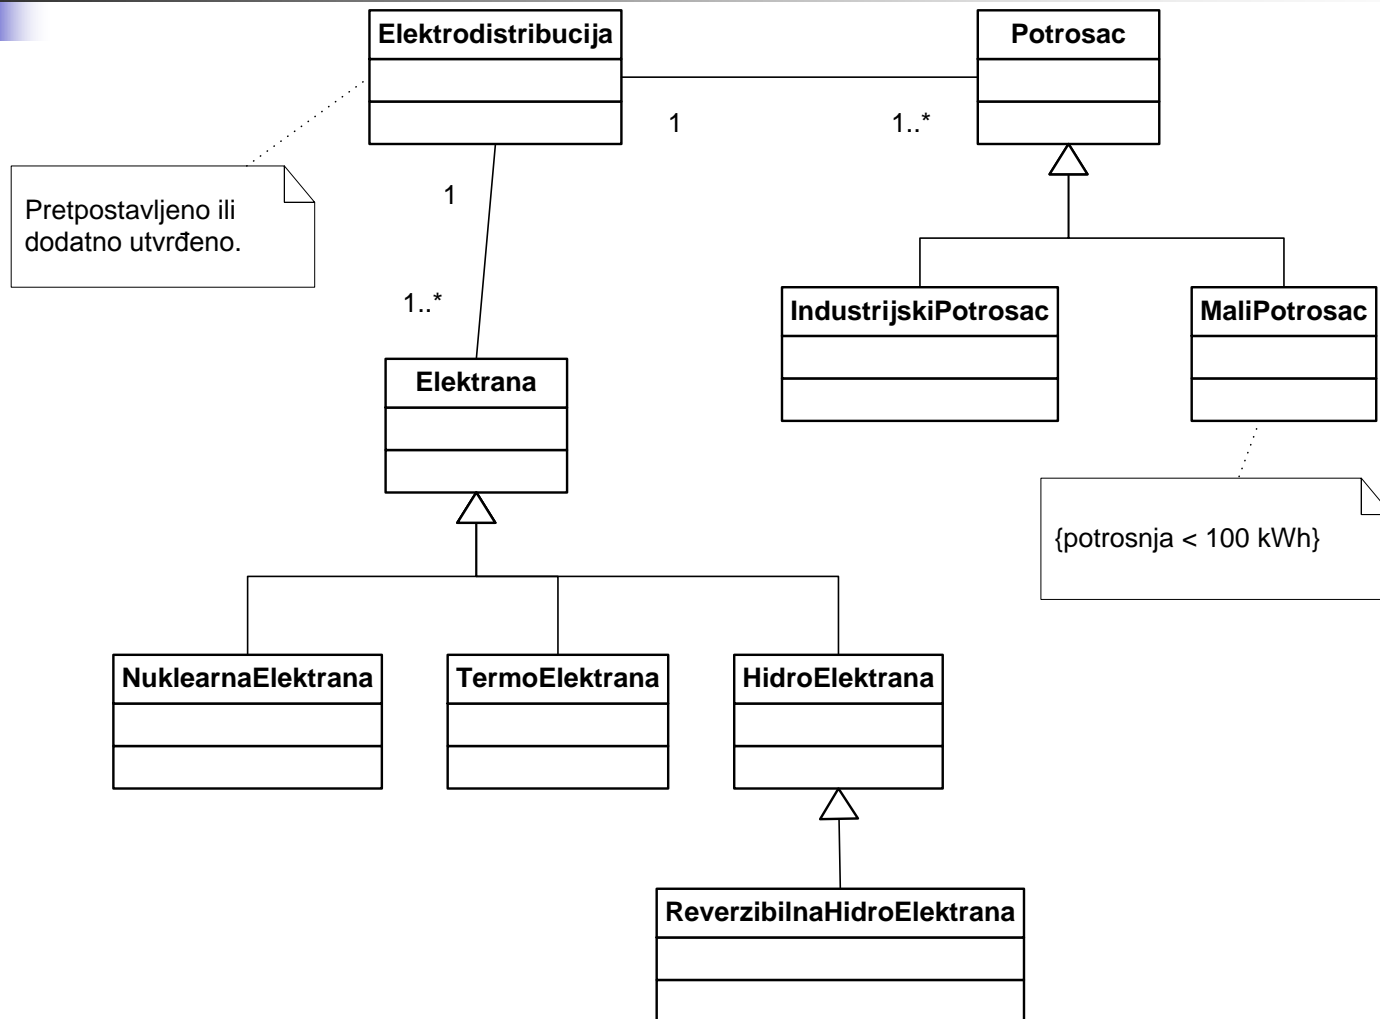 Elektrodistribucija
Potrosac
1
1..*
Pretpostavljeno ili
dodatno utvrđeno.
1
1..*
IndustrijskiPotrosac
MaliPotrosac
Elektrana
{potrosnja < 100 kWh}
NuklearnaElektrana
TermoElektrana
HidroElektrana
ReverzibilnaHidroElektrana